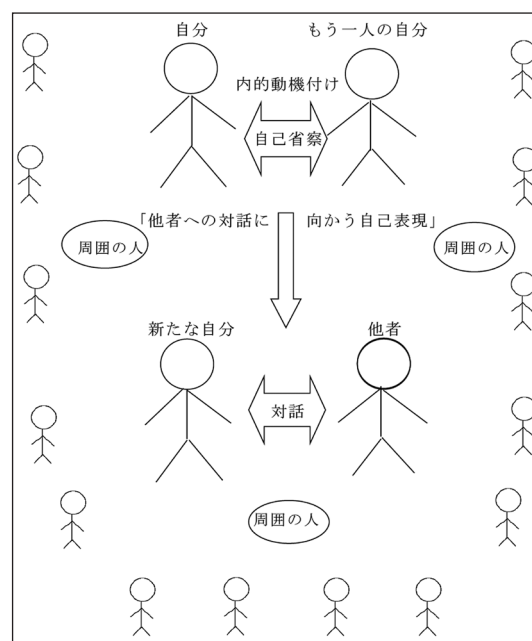 自分
もう一人の自分
内的動機付け
自己省察
「他者への対話に 向かう自己表現」
周囲の人
周囲の人
新たな自分
他者
対話
周囲の人